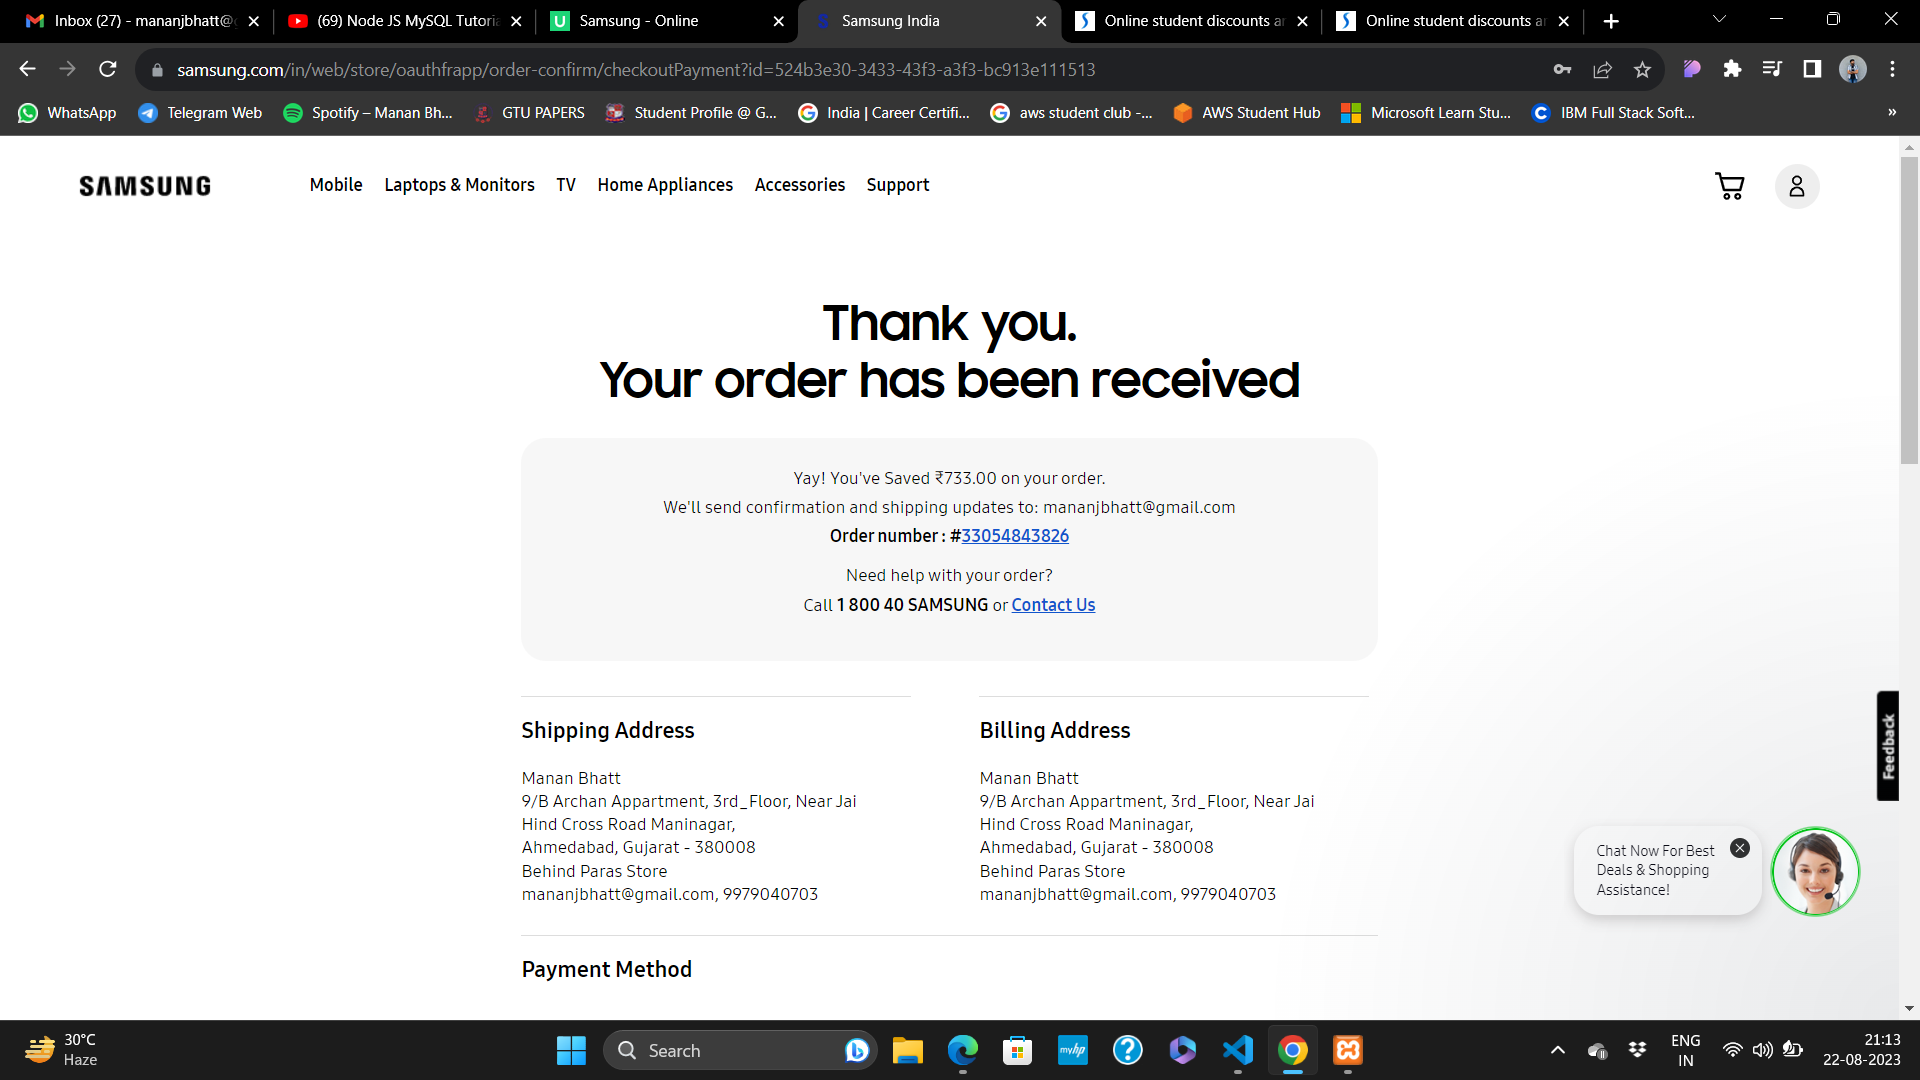 Inbox (27) - mananjbhatt@g
(69) Node JS MySQL Tutoria
Samsung - Online
Samsung India
Online student discounts ar
Online student discounts ar
samsung.com/in/web/store/oauthfrapp/order-confirm/checkoutPayment?id=524b3e30-3433-43f3-a3f3-bc913e111513
WhatsApp
Telegram Web
Spotify – Manan Bh...
GTU PAPERS
Student Profile @ G...
India | Career Certifi...
aws student club -...
AWS Student Hub
Microsoft Learn Stu...
IBM Full Stack Soft...
»
SAMSUNG
Mobile
Laptops & Monitors
TV
Home Appliances
Accessories
Support
Thank you.
Your order has been received
Yay! You've Saved ₹733.00 on your order.
We'll send confirmation and shipping updates to: mananjbhatt@gmail.com
Order number : #33054843826
Need help with your order?
Call 1 800 40 SAMSUNG or Contact Us
Shipping Address
Manan Bhatt
9/B Archan Appartment, 3rd_Floor, Near Jai
Hind Cross Road Maninagar,
Ahmedabad, Gujarat - 380008
Behind Paras Store
mananjbhatt@gmail.com, 9979040703
Billing Address
Manan Bhatt
9/B Archan Appartment, 3rd_Floor, Near Jai
Hind Cross Road Maninagar,
Ahmedabad, Gujarat - 380008
Behind Paras Store
mananjbhatt@gmail.com, 9979040703
Payment Method
Feedback
Chat Now For Best
Deals & Shopping
Assistance!
30°C
Haze
Search
myhp
ENG
IN
21:13
22-08-2023